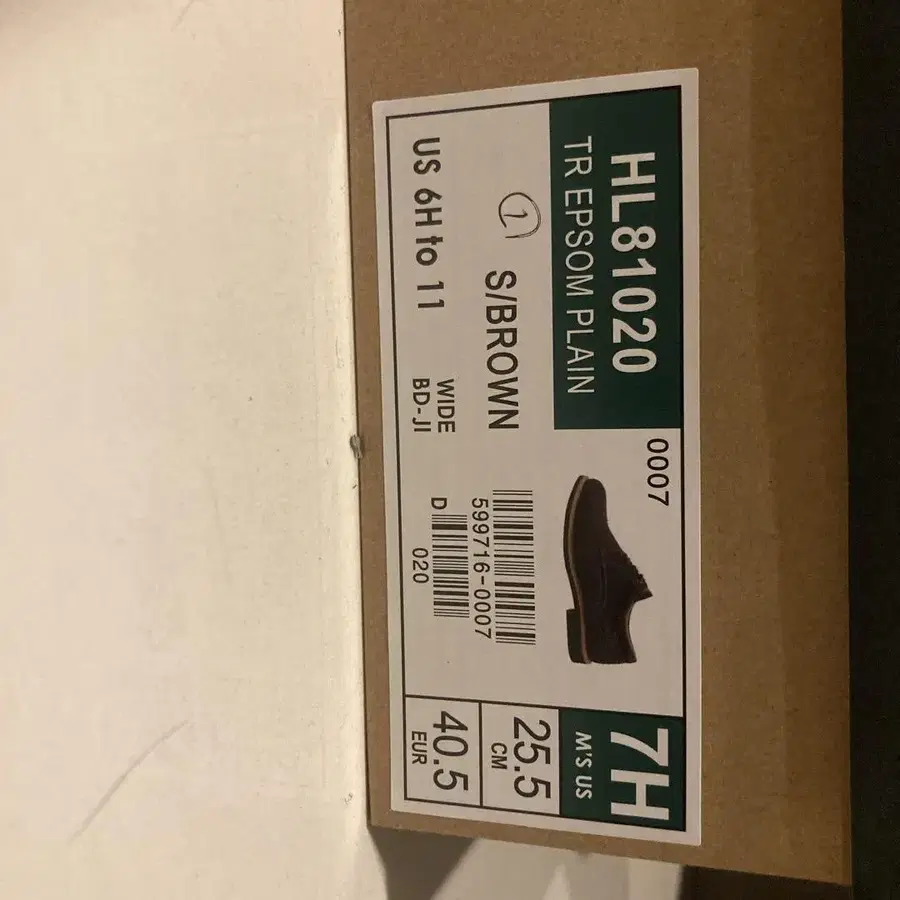 HL81020
TR EPSOM PLAIN
0007
7H
M'S US
1
S/BROWN
599716-0007
25.5
CM
US 6H to 11
WIDE
BD-JI
D
020
40.5
EUR